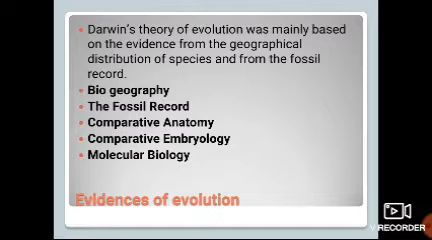 Darwin's theory of evolution was mainly based
on the evidence from the geographical
distribution of species and from the fossil
record.
Bio geography
The Fossil Record
Comparative Anatomy
Comparative Embryology
Molecular Biology
Evidences of evolution
V RECORDER